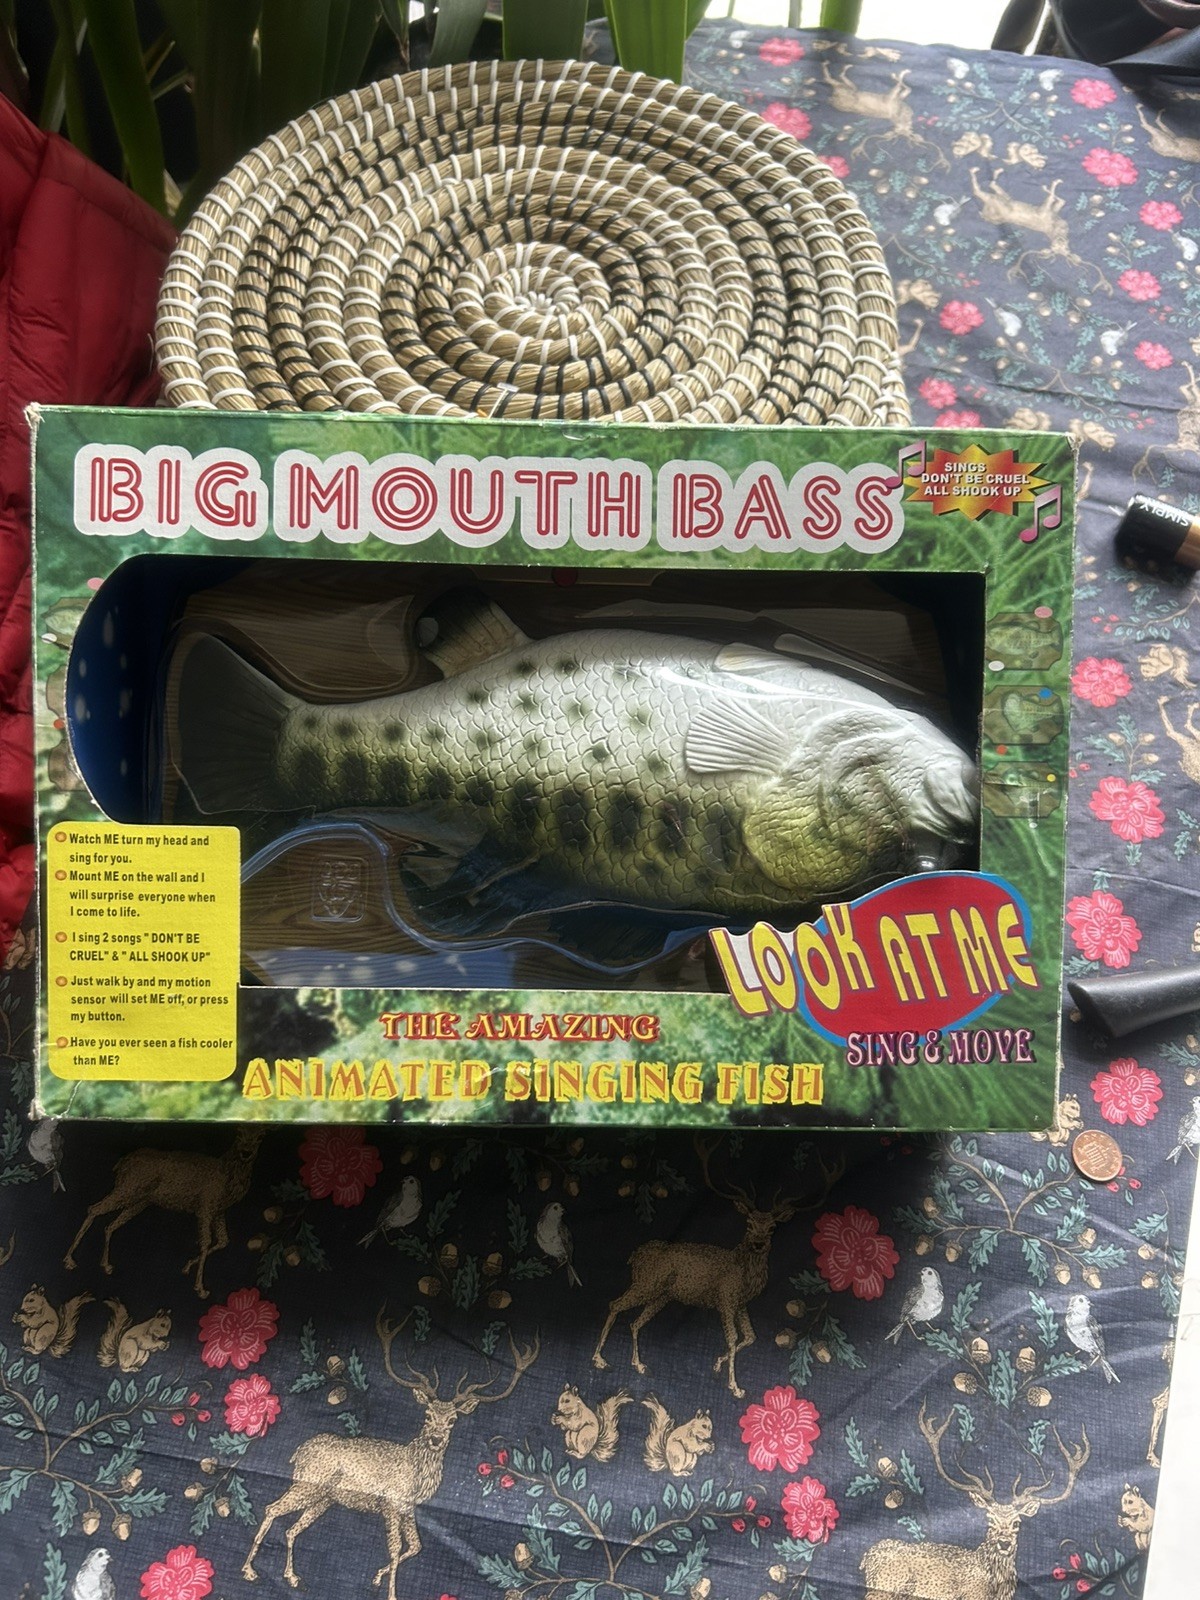 BIG MOUTH BASS
SINGS
DON'T BE CRUEL
ALL SHOOK UP
SIMPLY
Watch ME turn my head and
sing for you.
Mount ME on the wall and I
will surprise everyone when
I come to life.
I sing 2 songs " DON'T BE
CRUEL" & " ALL SHOOK UP"
Just walk by and my motion
sensor will set ME off, or press
my button.
Have you ever seen a fish cooler
than ME?
LOOK AT ME
SING & MOVE
THE AMAZING
ANIMATED SINGING FISH